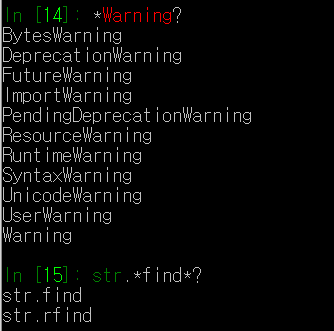 In [14]: *Warning?
BytesWarning
DeprecationWarning
FutureWarning
ImportWarning
PendingDeprecationWarning
ResourceWarning
RuntimeWarning
SyntaxWarning
UnicodeWarning
UserWarning
Warning
In [15]: str.*find*?
str.find
str.rfind